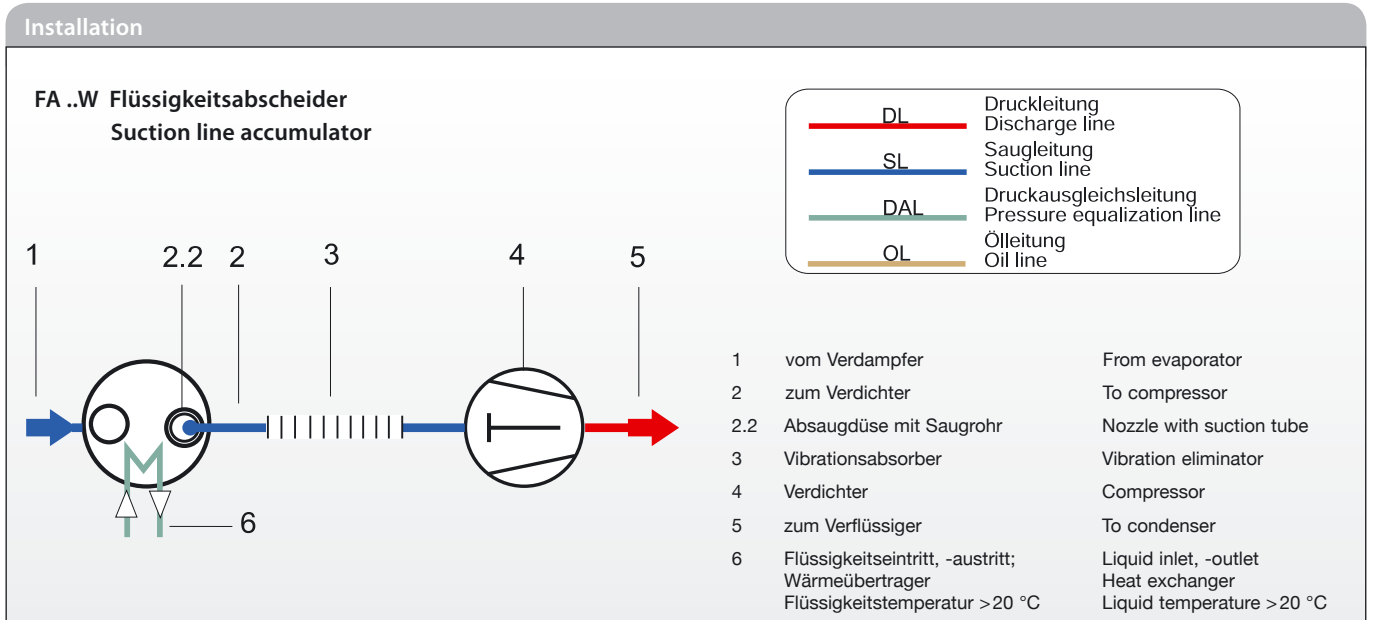 Installation
FA ..W Flüssigkeitsabscheider
Suction line accumulator
DL Druckleitung
Discharge line
SL Saugleitung
Suction line
DAL Druckausgleichsleitung
Pressure equalization line
OL Ölleitung
Oil line
1 2.2 2 3 4 5
6
1 vom Verdampfer From evaporator
2 zum Verdichter To compressor
2.2 Absaugdüse mit Saugrohr Nozzle with suction tube
3 Vibrationsabsorber Vibration eliminator
4 Verdichter Compressor
5 zum Verflüssiger To condenser
6 Flüssigkeitseintritt, -austritt; Liquid inlet, -outlet
Wärmeübertrager Heat exchanger
Flüssigkeitstemperatur >20 °C Liquid temperature >20 °C